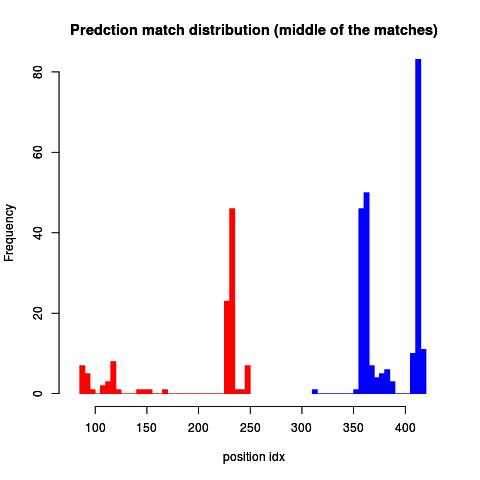 Predction match distribution (middle of the matches)
80
60
40
20
0
Frequency
100 150 200 250 300 350 400
position idx